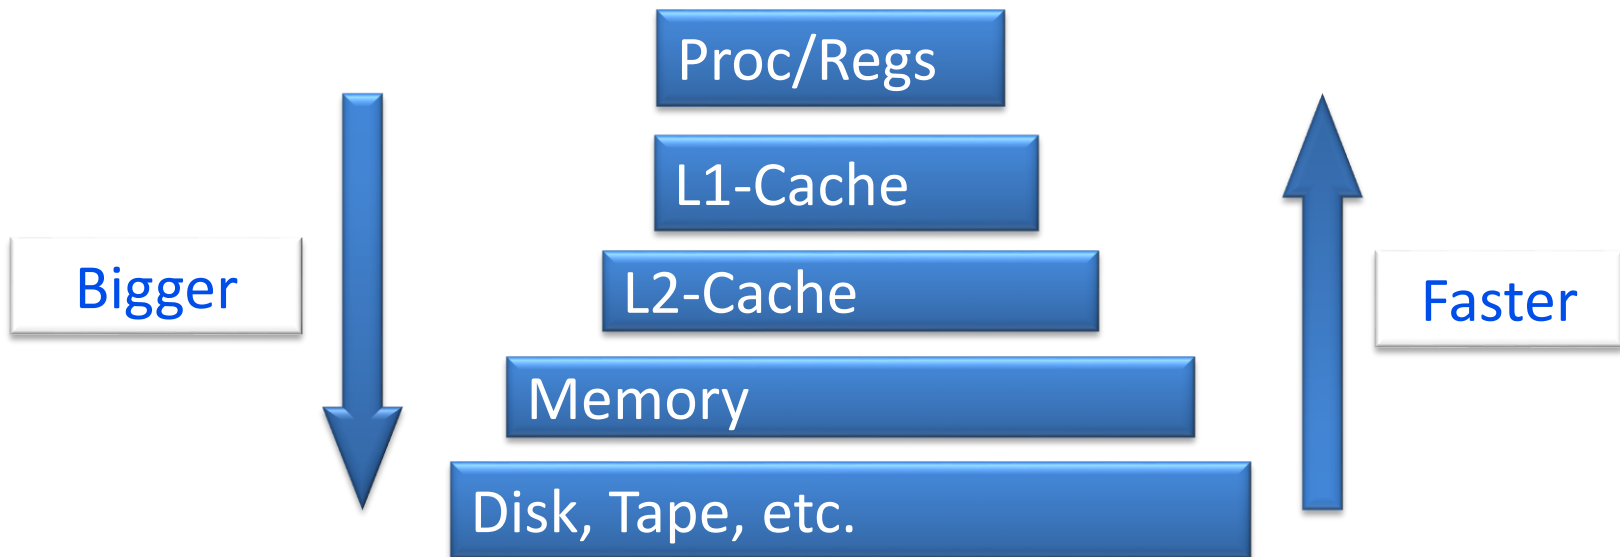 Proc/Regs
L1-Cache
Bigger
L2-Cache
Faster
Memory
Disk, Tape, etc.